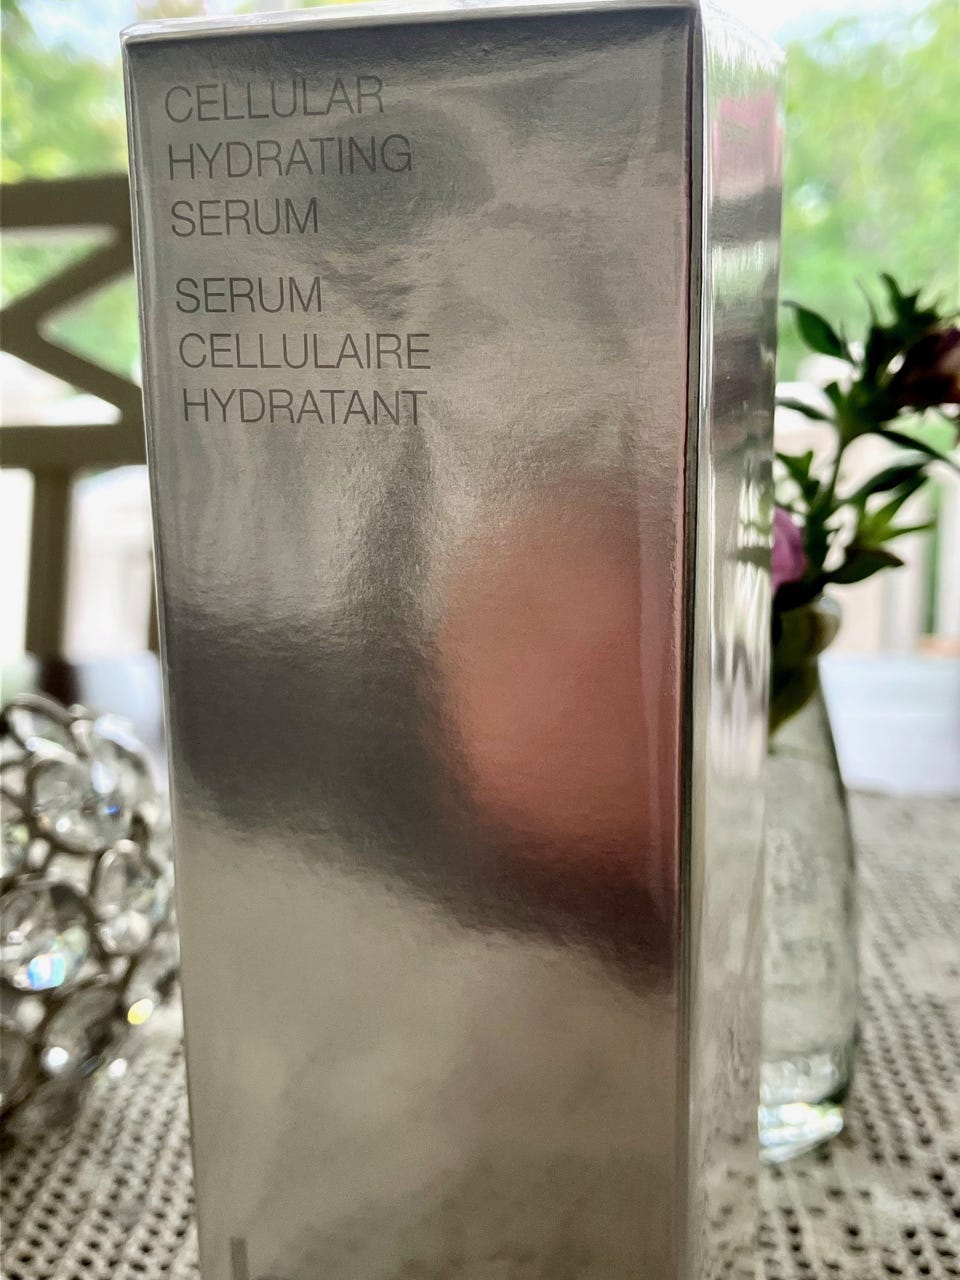 CELLULAR
HYDRATING
SERUM
SERUM
CELLULAIRE
HYDRATANT